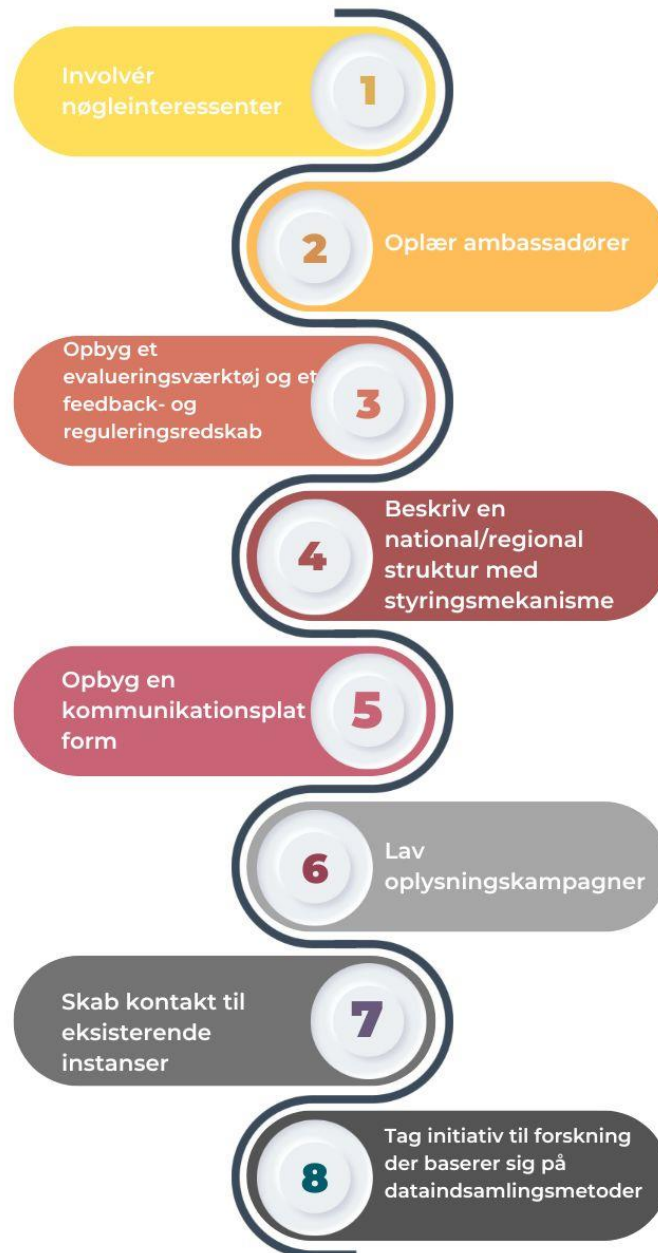 Involvér
nøgleinteressenter
1
2
Oplær ambassadører
Opbyg et
evalueringsværktøj og et
feedback- og
reguleringsredskab
3
4
Beskriv en
national/regional
struktur med
styringsmekanisme
Opbyg en
kommunikationsplat
form
5
6
Lav
oplysningskampagner
Skab kontakt til
eksisterende
instanser
7
8
Tag initiativ til forskning
der baserer sig på
dataindsamlingsmetoder